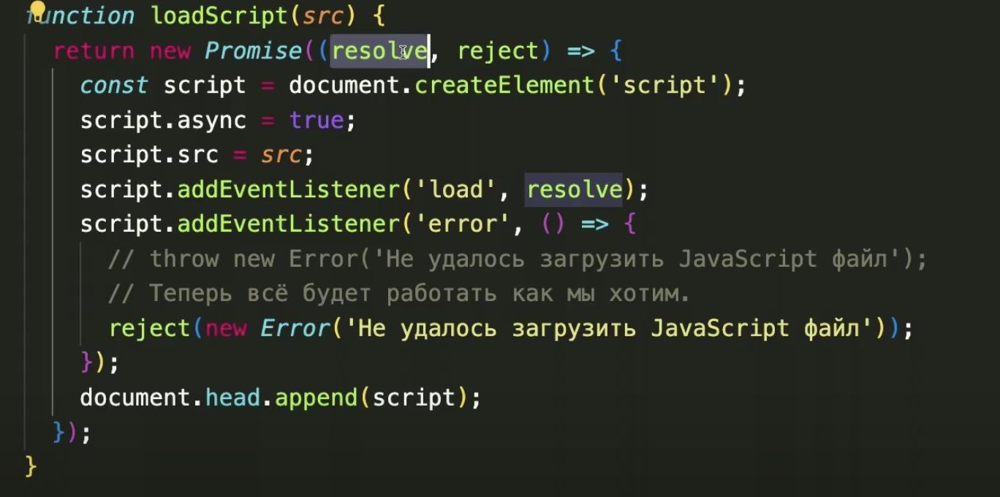 function loadScript(src) {
return new Promise((resolve, reject) => {
const script = document.createElement('script');
script.async = true;
script.src = src;
script.addEventListener('load', resolve);
script.addEventListener('error', () => {
// throw new Error('Не удалось загрузить JavaScript файл');
// Теперь всё будет работать как мы хотим.
reject(new Error('Не удалось загрузить JavaScript файл'));
});
document.head.append(script);
});
}